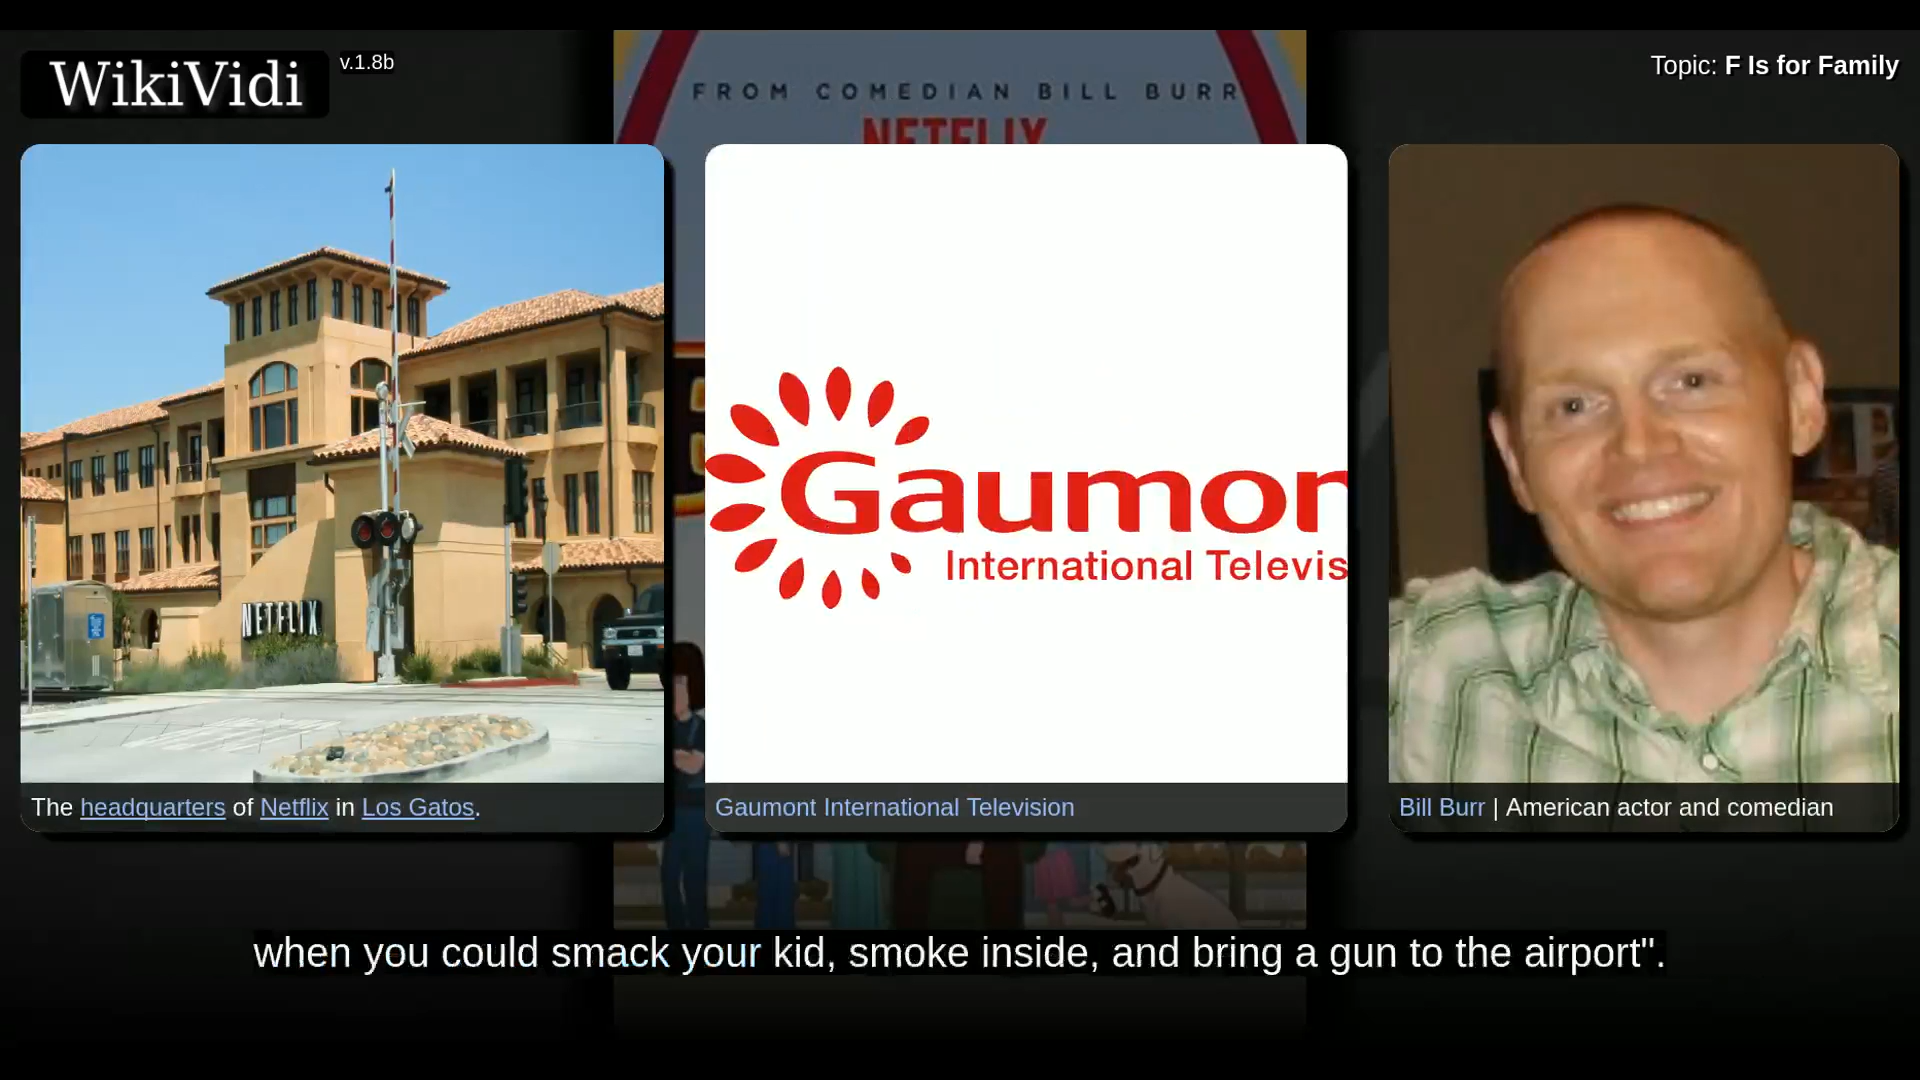 WikiVidi
v.1.8b
Topic: F Is for Family
FROM COMEDIAN BILL BURR
NETFLIX
NETFLIX
Gaumon
International Televis
The headquarters of Netflix in Los Gatos.
Gaumont International Television
Bill Burr | American actor and comedian
when you could smack your kid, smoke inside, and bring a gun to the airport".